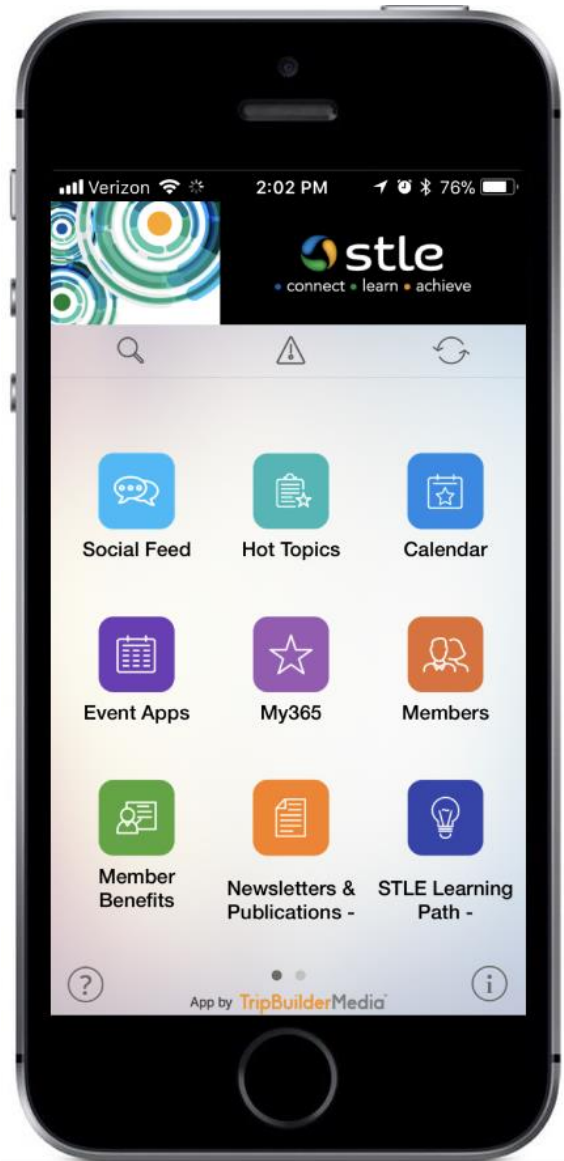 Verizon 2:02 PM 76%
stle
• connect • learn • achieve
Social Feed Hot Topics Calendar
Event Apps My365 Members
Member Benefits
Newsletters & Publications -
STLE Learning Path -
?
App by TripBuilderMedia
i